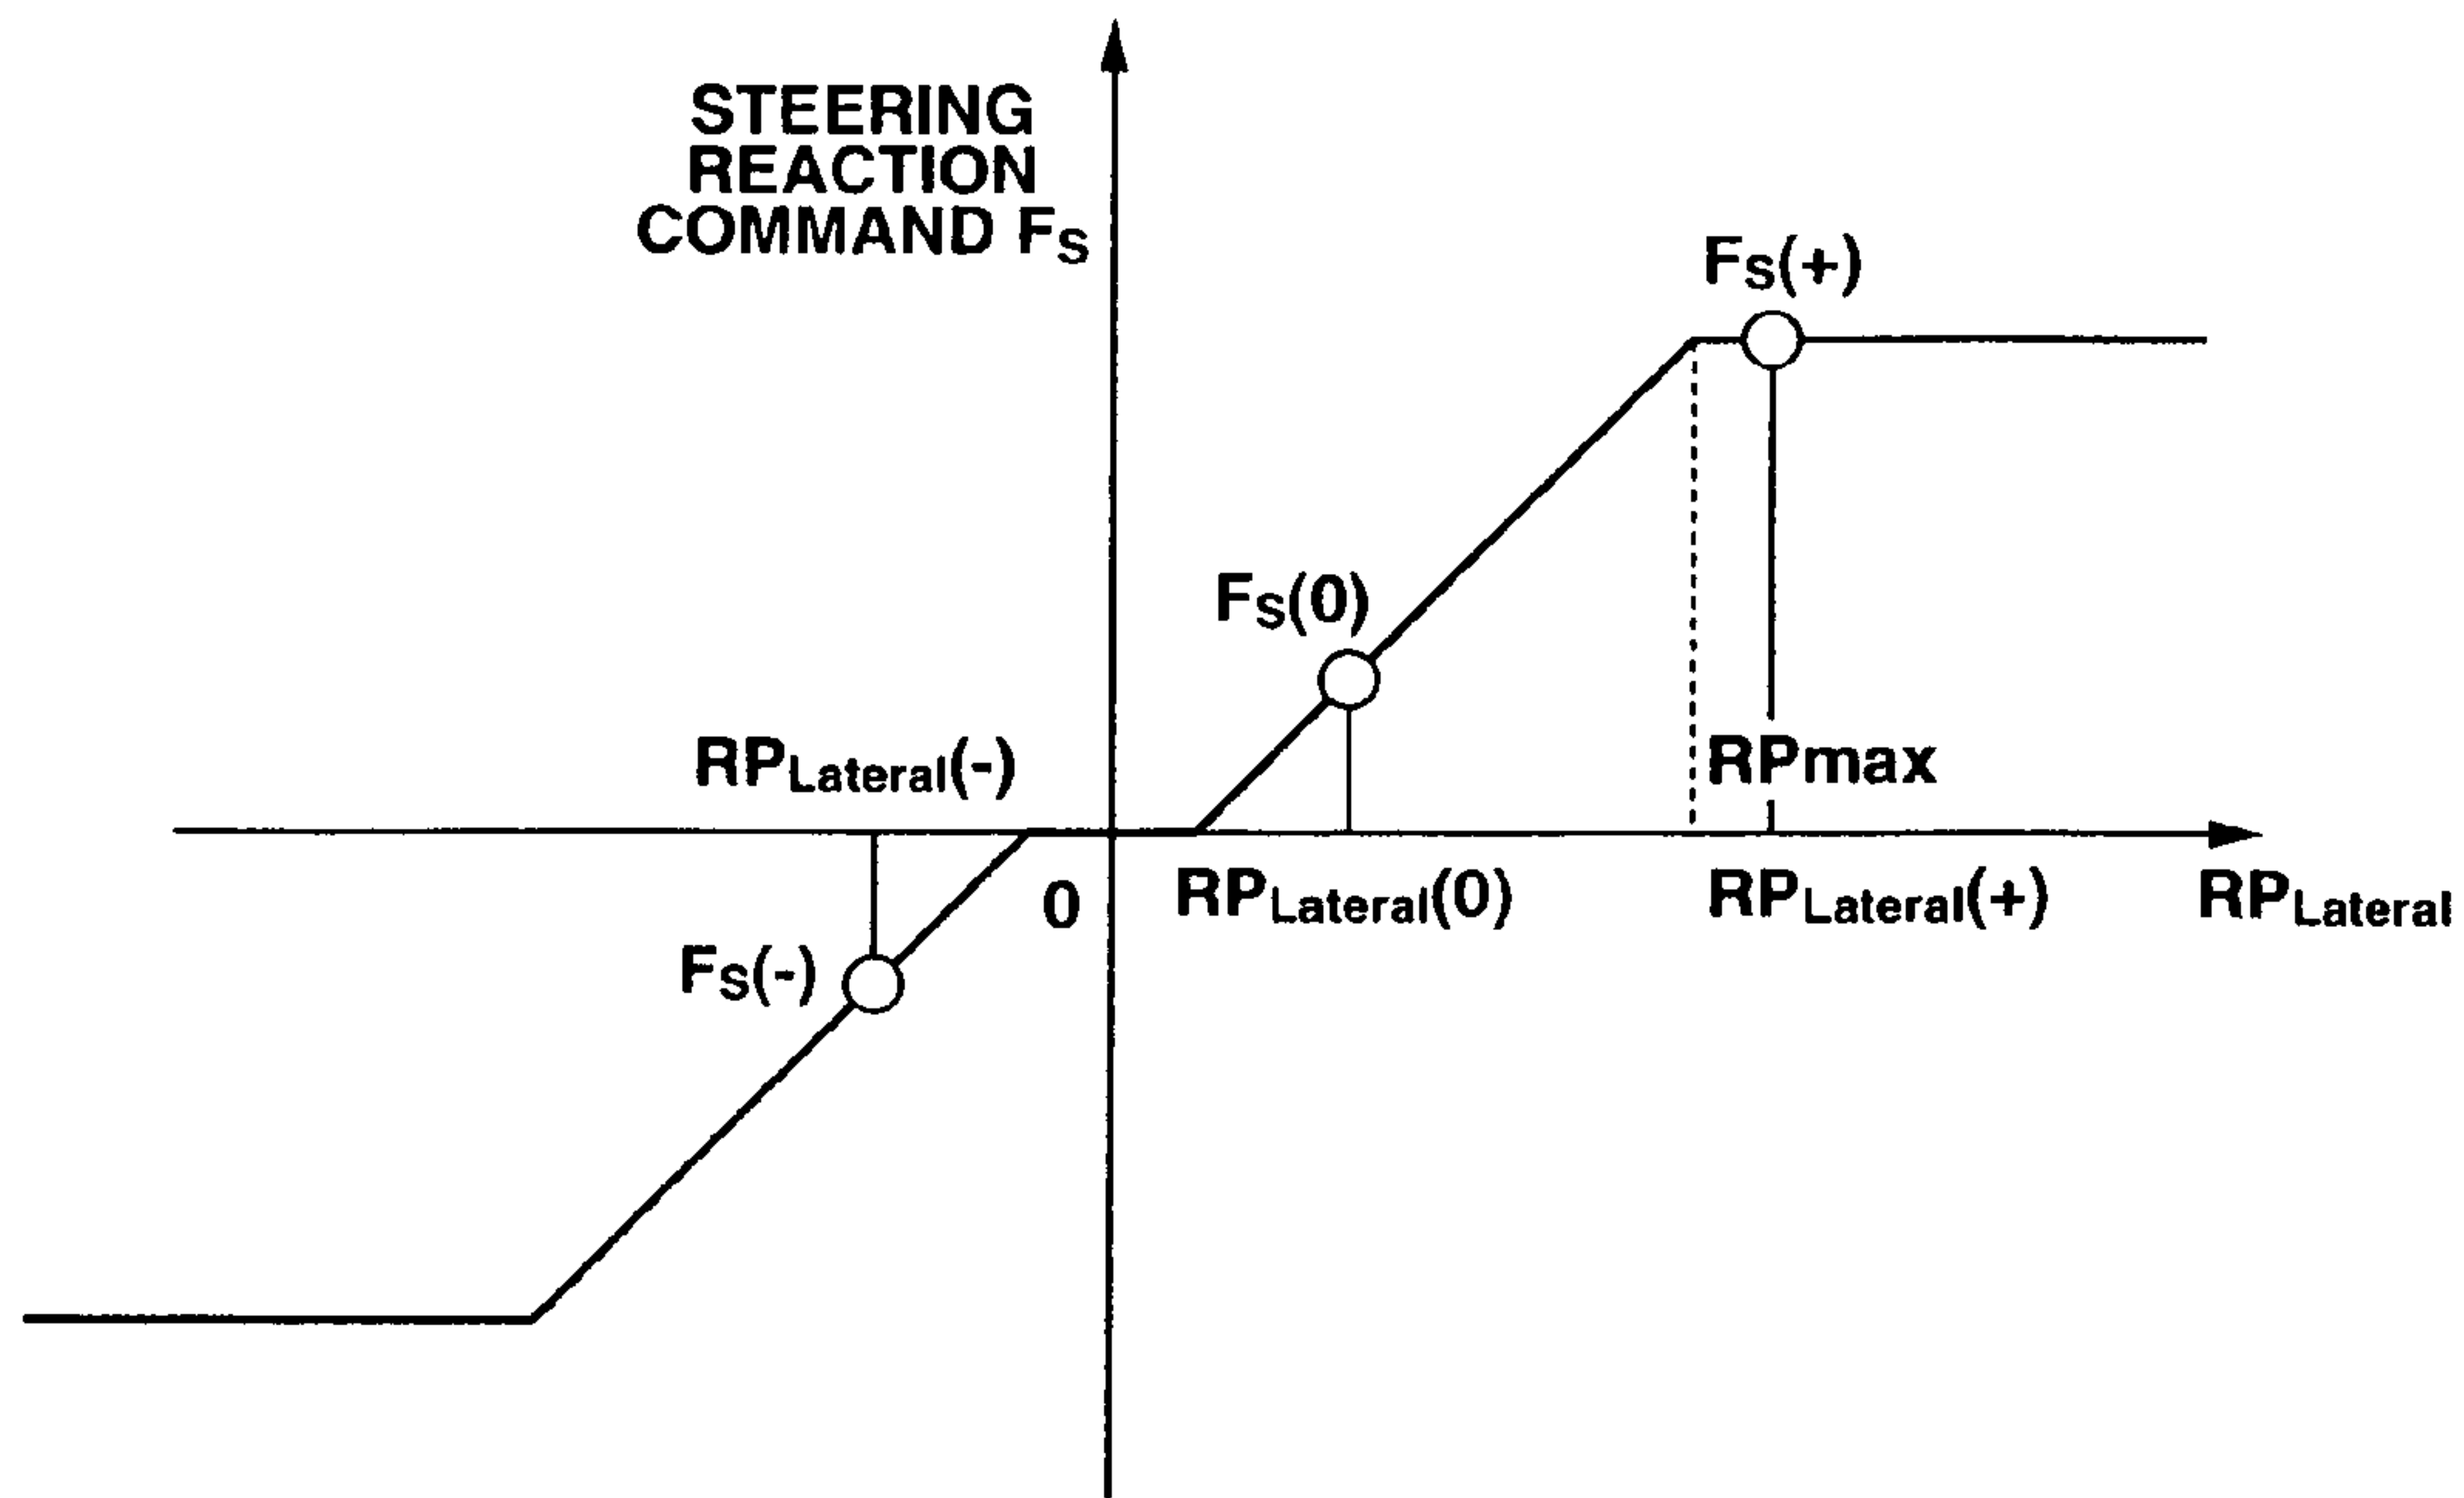 STEERING
REACTION
COMMAND FS
FS(+)
FS(0)
RPLateral(-)
RPmax
0
RPLateral(0)
RPLateral(+)
RPLateral
FS(-)